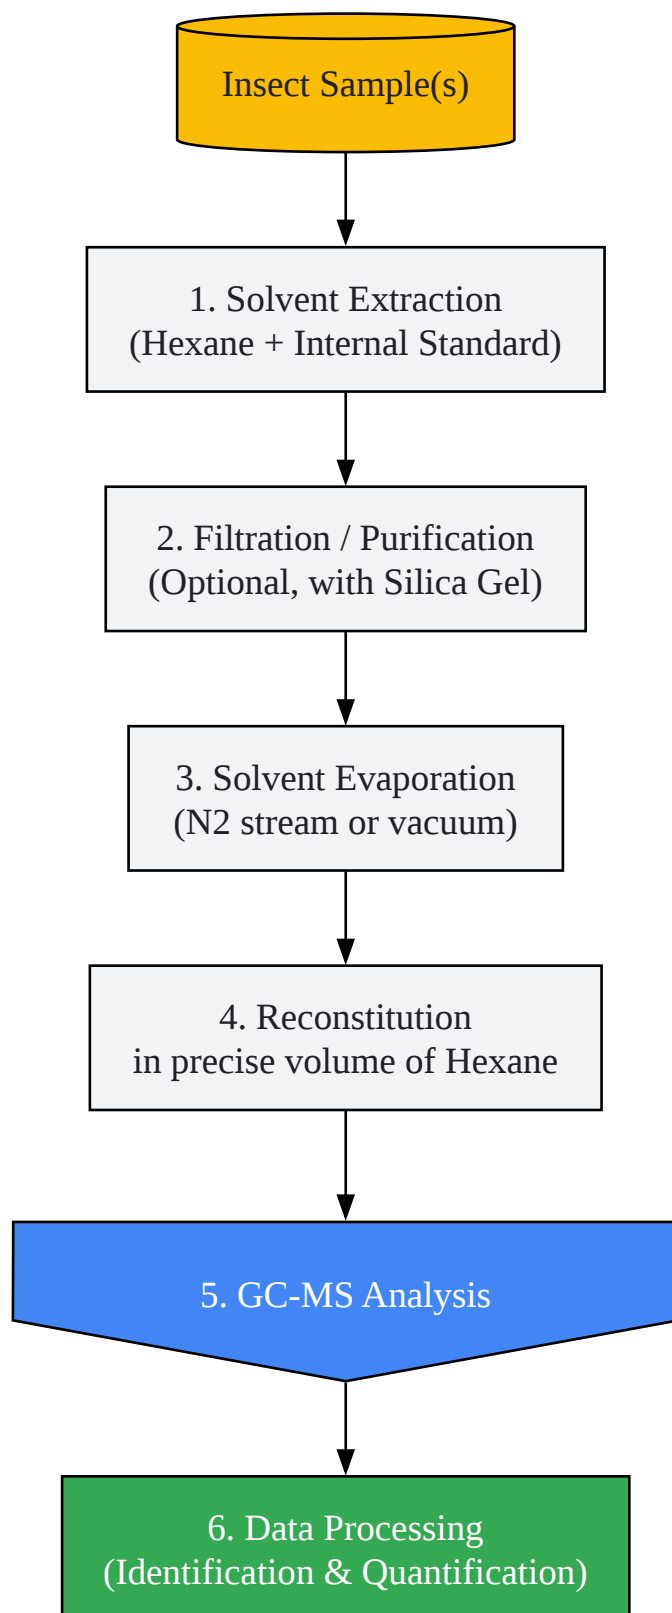 Insect Sample(s)
1. Solvent Extraction
(Hexane + Internal Standard)
2. Filtration / Purification
(Optional, with Silica Gel)
3. Solvent Evaporation
(N2 stream or vacuum)
4. Reconstitution
in precise volume of Hexane
5. GC-MS Analysis
6. Data Processing
(Identification & Quantification)